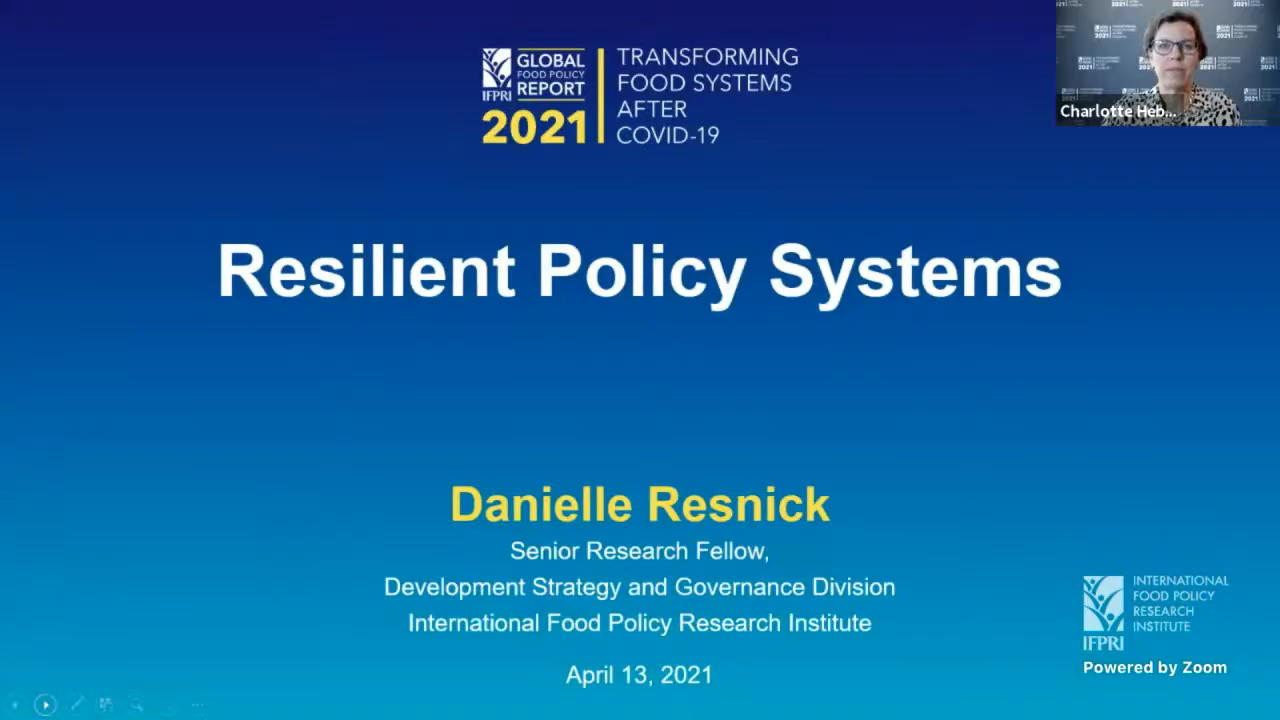 GLOBAL
FOOD POLICY
REPORT
IFPRI
2021
TRANSFORMING
FOOD SYSTEMS
AFTER
COVID-19
Charlotte Heb...
Resilient Policy Systems
Danielle Resnick
Senior Research Fellow,
Development Strategy and Governance Division
International Food Policy Research Institute
April 13, 2021
INTERNATIONAL
FOOD POLICY
RESEARCH
INSTITUTE
IFPRI
Powered by Zoom